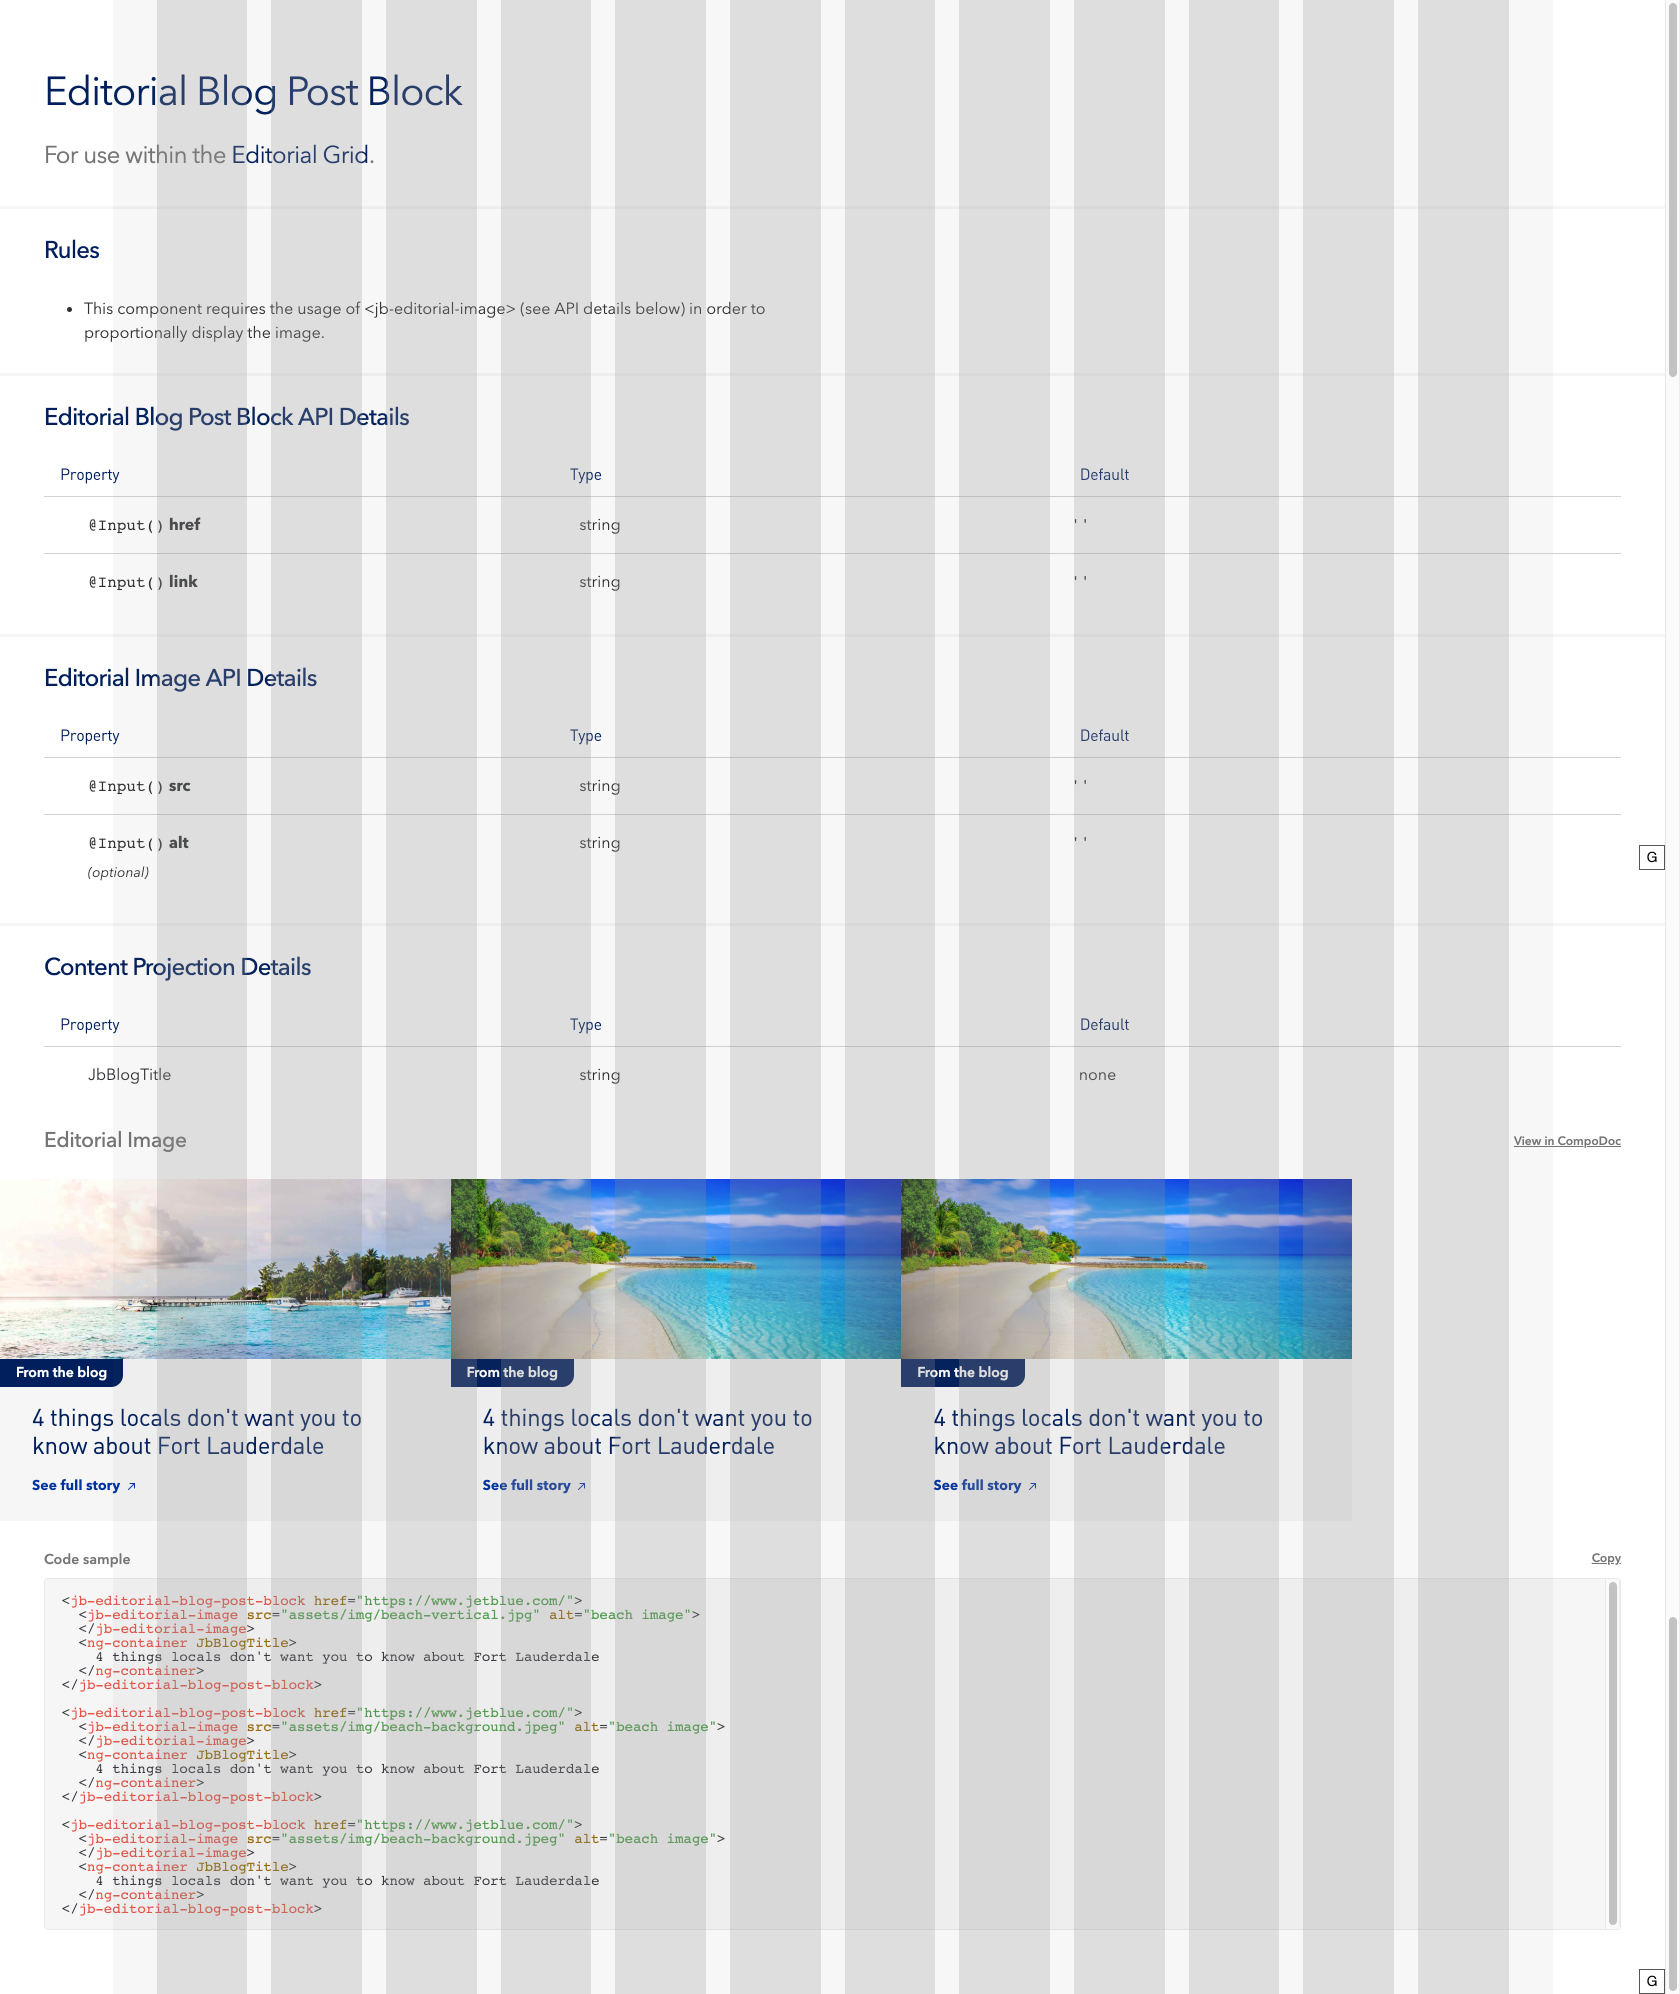 Editorial Blog Post Block
For use within the Editorial Grid.
Rules
• This component requires the usage of <jb-editorial-image> (see API details below) in order to
proportionally display the image.
Editorial Blog Post Block API Details
Property Type Default
@Input() href string ' '
@Input() link string ' '
Editorial Image API Details
Property Type Default
@Input() src string ' '
@Input() alt string ' '
(optional)
G
Content Projection Details
Property Type Default
JbBlogTitle string none
Editorial Image View in CompoDoc
From the blog
4 things locals don't want you to
know about Fort Lauderdale
See full story ↗
From the blog
4 things locals don't want you to
know about Fort Lauderdale
See full story ↗
From the blog
4 things locals don't want you to
know about Fort Lauderdale
See full story ↗
Code sample Copy
<jb-editorial-blog-post-block href="https://www.jetblue.com/">
  <jb-editorial-image src="assets/img/beach-vertical.jpg" alt="beach image">
  </jb-editorial-image>
  <ng-container JbBlogTitle>
    4 things locals don't want you to know about Fort Lauderdale
  </ng-container>
</jb-editorial-blog-post-block>
<jb-editorial-blog-post-block href="https://www.jetblue.com/">
  <jb-editorial-image src="assets/img/beach-background.jpeg" alt="beach image">
  </jb-editorial-image>
  <ng-container JbBlogTitle>
    4 things locals don't want you to know about Fort Lauderdale
  </ng-container>
</jb-editorial-blog-post-block>
<jb-editorial-blog-post-block href="https://www.jetblue.com/">
  <jb-editorial-image src="assets/img/beach-background.jpeg" alt="beach image">
  </jb-editorial-image>
  <ng-container JbBlogTitle>
    4 things locals don't want you to know about Fort Lauderdale
  </ng-container>
</jb-editorial-blog-post-block>
G